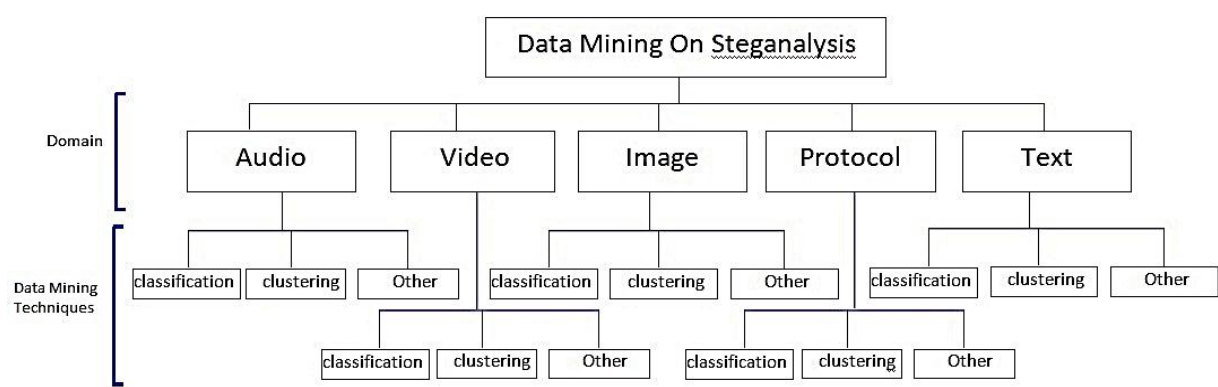 Data Mining On Steganalysis
Domain
Audio
Video
Image
Protocol
Text
Data Mining
Techniques
classification
clustering
Other
classification
clustering
Other
classification
clustering
Other
classification
clustering
Other
classification
clustering
Other